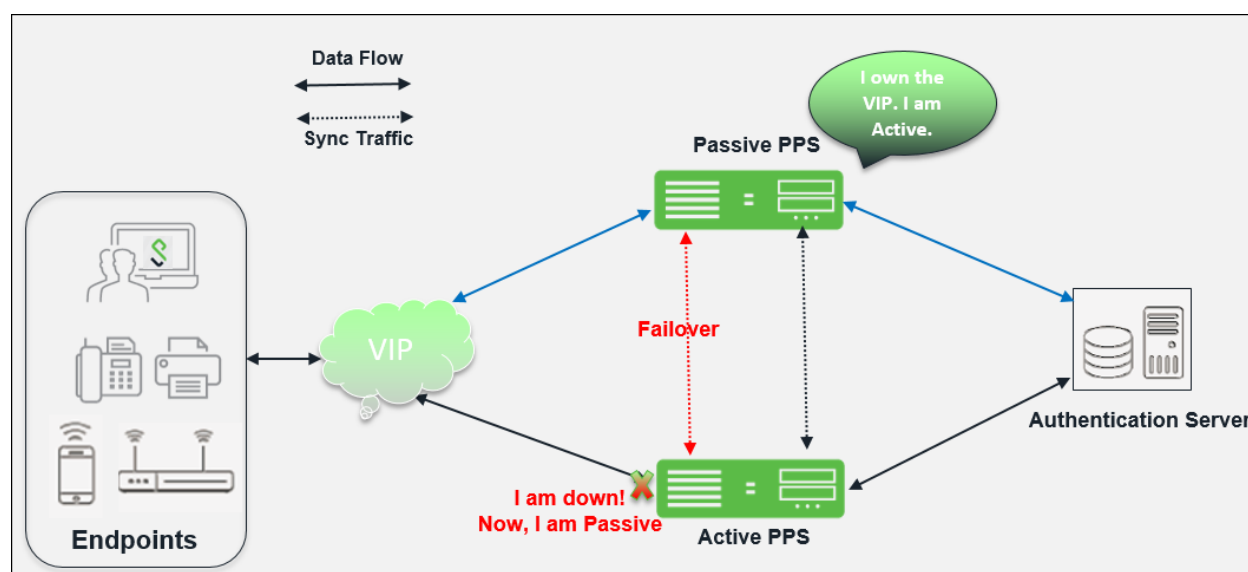 Data Flow
Sync Traffic
I own the
VIP. I am
Active.
Passive PPS
VIP
Failover
Authentication Server
I am down!
Now, I am Passive
Active PPS
Endpoints